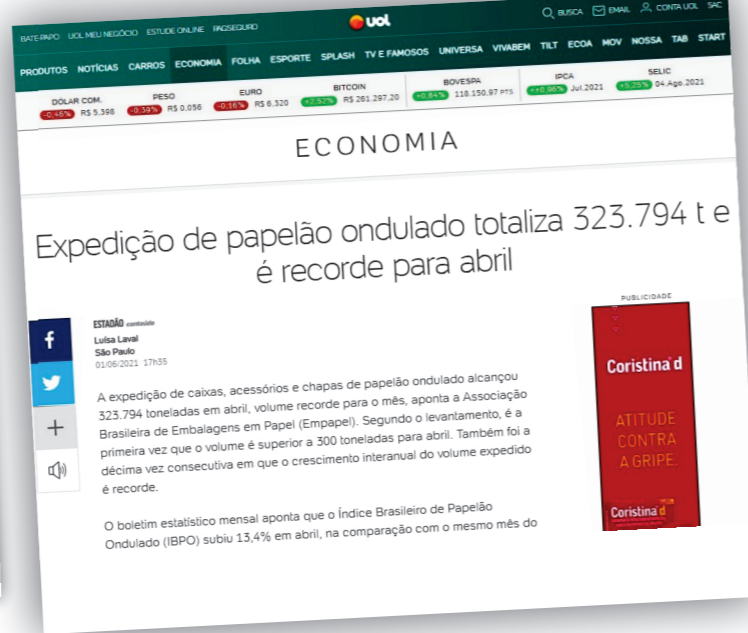 BATE-PAPO UOL MEU NEGÓCIO ESTUDE ONLINE PAGSEGURO uol BUSCA EMAIL CONTA UOL SAC
PRODUTOS NOTÍCIAS CARROS ECONOMIA FOLHA ESPORTE SPLASH TV E FAMOSOS UNIVERSA VIVABEM TILT ECOA MOV NOSSA TAB START
DOLAR COM. PESO EURO BITCOIN BOVESPA IPCA SELIC
-0,46% R$ 5,398 -0,39% R$ 0,056 -0,16% R$ 6,320 +2,52% R$ 261.297,20 +0,84% 118.150,97 PTS ++0,96% Jul.2021 +5,25% 04.Ago.2021
ECONOMIA
Expedição de papelão ondulado totaliza 323.794 t e
é recorde para abril
ESTADÃO conteúdo
Luísa Laval
São Paulo
01/06/2021 17h35
A expedição de caixas, acessórios e chapas de papelão ondulado alcançou
323.794 toneladas em abril, volume recorde para o mês, aponta a Associação
Brasileira de Embalagens em Papel (Empapel). Segundo o levantamento, é a
primeira vez que o volume é superior a 300 toneladas para abril. Também foi a
décima vez consecutiva em que o crescimento interanual do volume expedido
é recorde.
O boletim estatístico mensal aponta que o Índice Brasileiro de Papelão
Ondulado (IBPO) subiu 13,4% em abril, na comparação com o mesmo mês do
PUBLICIDADE
Coristina d
ATITUDE
CONTRA
A GRIPE.
Coristina d